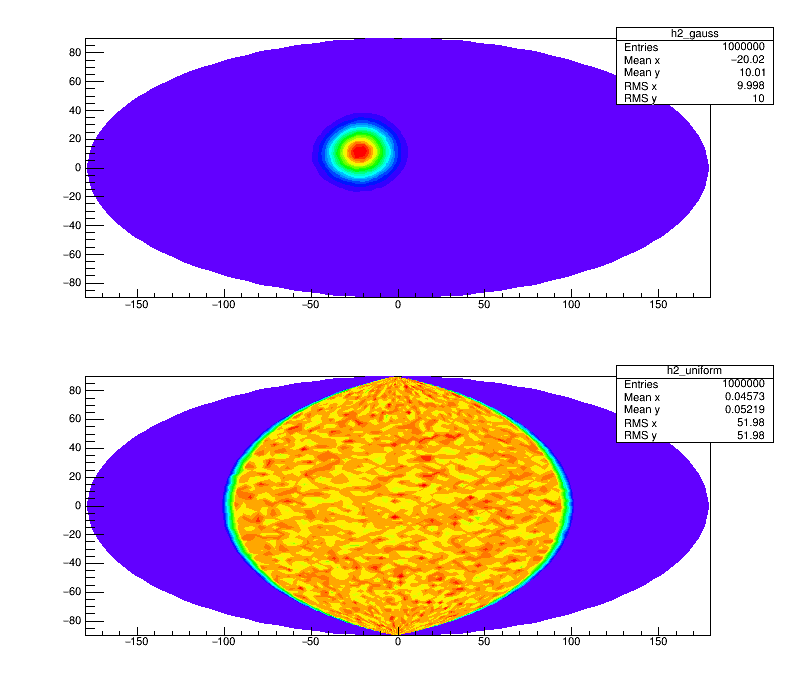 h2_gauss
Entries 1000000
Mean x −20.02
Mean y 10.01
RMS x 9.998
RMS y 10
80
60
40
20
0
−20
−40
−60
−80
−150 −100 −50 0 50 100 150
h2_uniform
Entries 1000000
Mean x 0.04573
Mean y 0.05219
RMS x 51.98
RMS y 51.98
80
60
40
20
0
−20
−40
−60
−80
−150 −100 −50 0 50 100 150